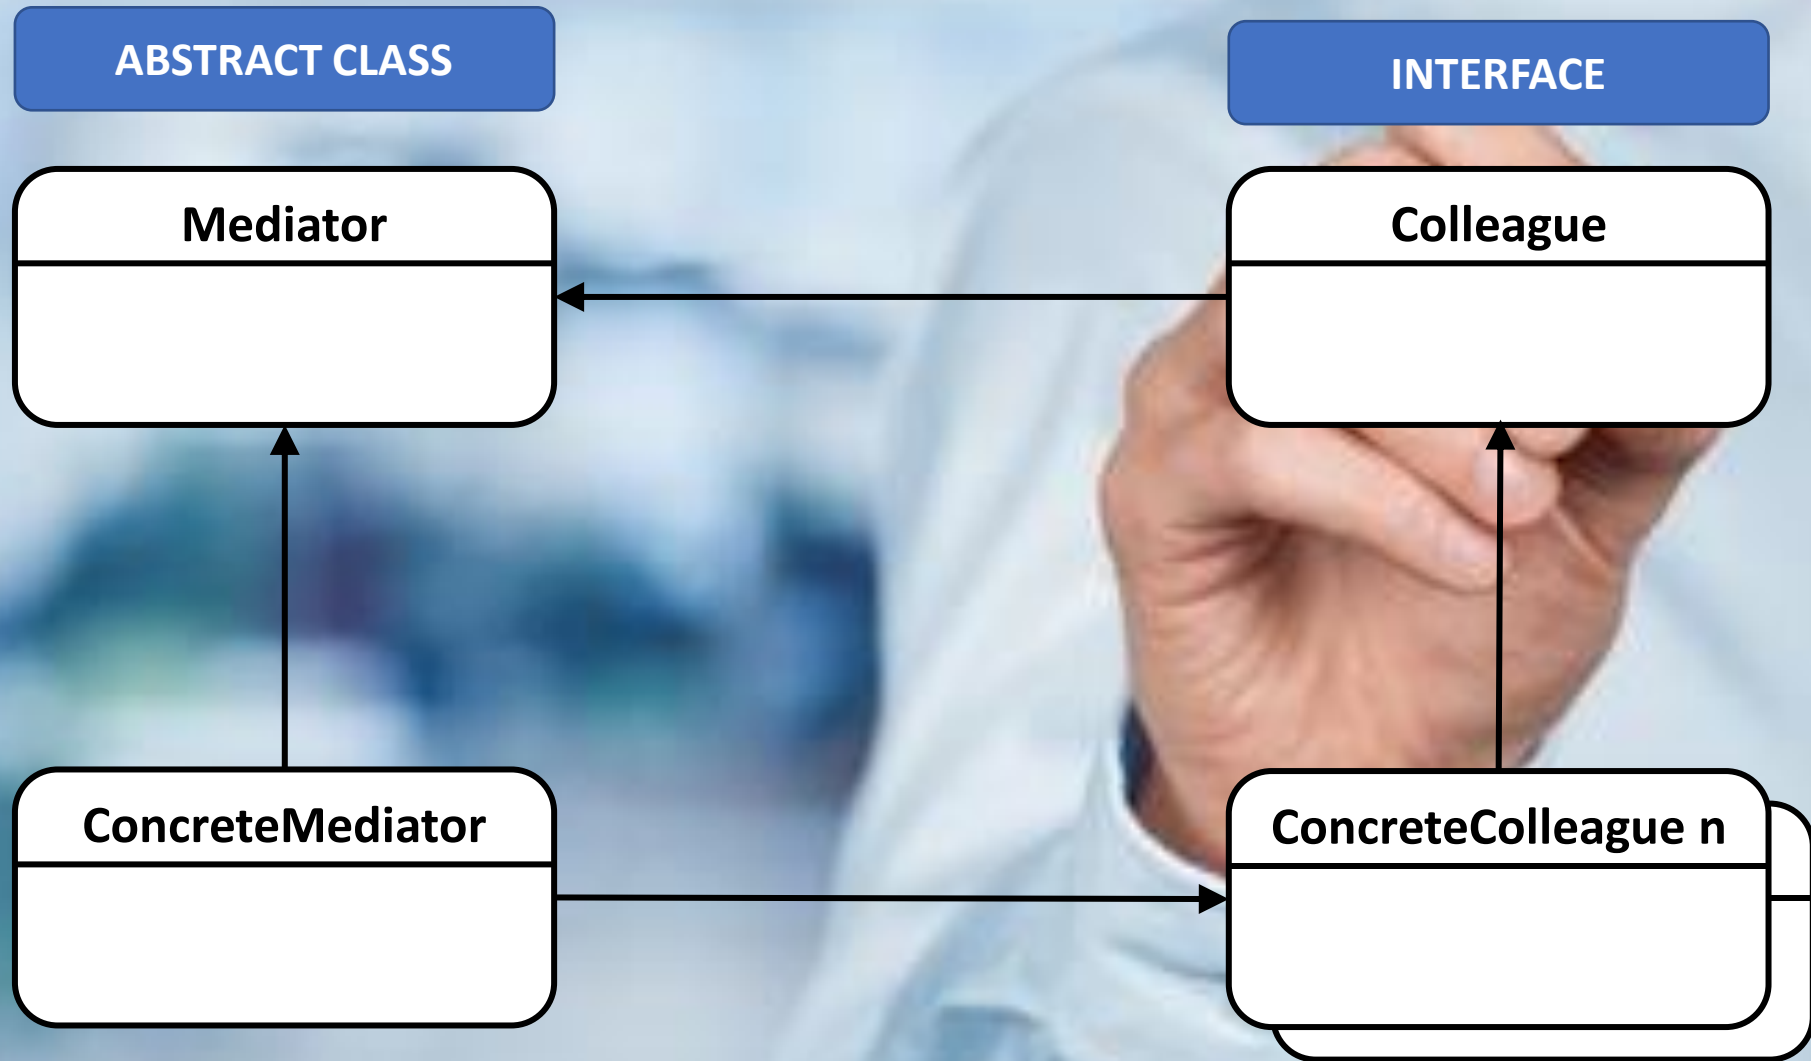 ABSTRACT CLASS
INTERFACE
Mediator
Colleague
ConcreteMediator
ConcreteColleague n